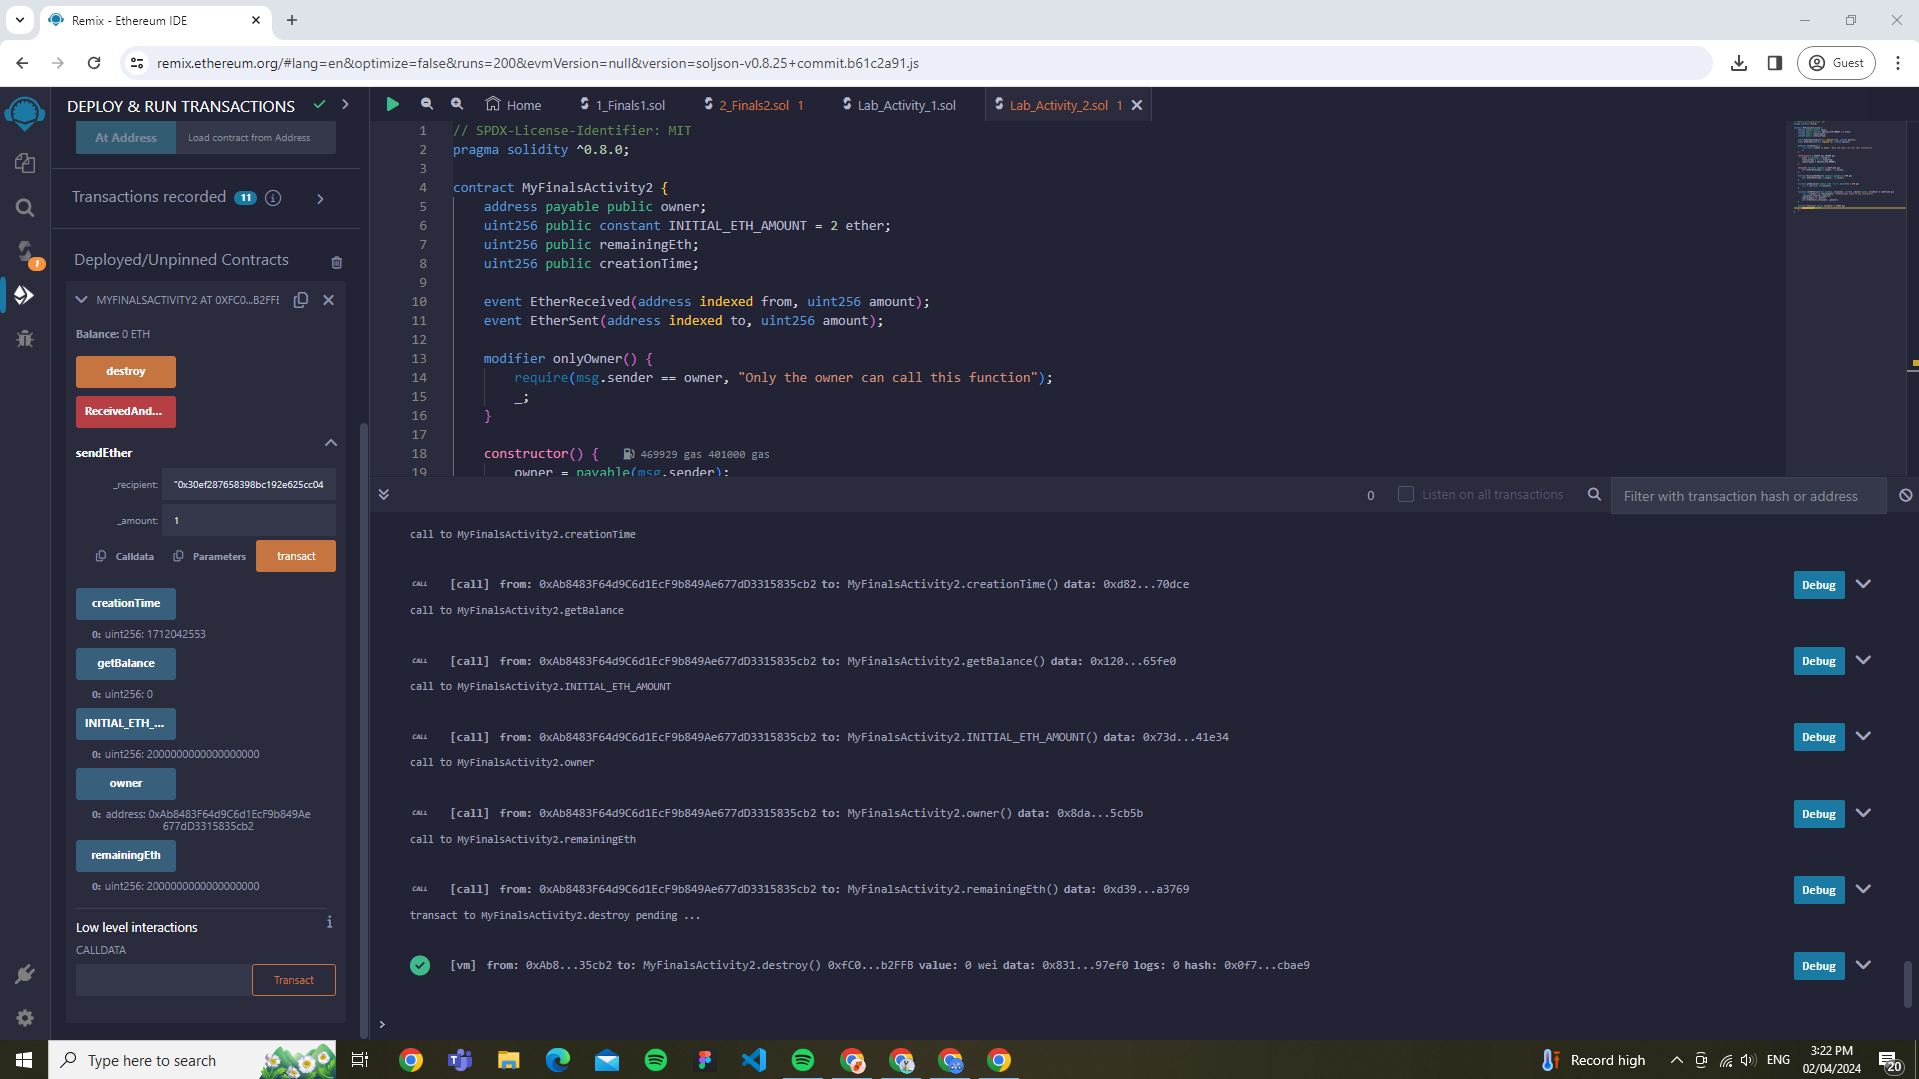 Remix - Ethereum IDE
remix.ethereum.org/#lang=en&optimize=false&runs=200&evmVersion=null&version=soljson-v0.8.25+commit.b61c2a91.js
Guest
DEPLOY & RUN TRANSACTIONS
At Address
Load contract from Address
Transactions recorded 11
Deployed/Unpinned Contracts
1
MYFINALSACTIVITY2 AT 0XFC0...B2FFE
Balance: 0 ETH
destroy
ReceivedAnd...
sendEther
_recipient: "0x30ef287658398bc192e625cc04
_amount: 1
Calldata Parameters transact
creationTime
0: uint256: 1712042553
getBalance
0: uint256: 0
INITIAL_ETH_...
0: uint256: 2000000000000000000
owner
0: address: 0xAb8483F64d9C6d1EcF9b849Ae
677dD3315835cb2
remainingEth
0: uint256: 2000000000000000000
Low level interactions
CALLDATA
Transact
Home 1_Finals1.sol 2_Finals2.sol 1 Lab_Activity_1.sol Lab_Activity_2.sol 1
1 // SPDX-License-Identifier: MIT
2 pragma solidity ^0.8.0;
3
4 contract MyFinalsActivity2 {
5 address payable public owner;
6 uint256 public constant INITIAL_ETH_AMOUNT = 2 ether;
7 uint256 public remainingEth;
8 uint256 public creationTime;
9
10 event EtherReceived(address indexed from, uint256 amount);
11 event EtherSent(address indexed to, uint256 amount);
12
13 modifier onlyOwner() {
14 require(msg.sender == owner, "Only the owner can call this function");
15 _;
16 }
17
18 constructor() { 469929 gas 401000 gas
19 owner = payable(msg.sender);
0 Listen on all transactions Filter with transaction hash or address
call to MyFinalsActivity2.creationTime
CALL [call] from: 0xAb8483F64d9C6d1EcF9b849Ae677dD3315835cb2 to: MyFinalsActivity2.creationTime() data: 0xd82...70dce Debug
call to MyFinalsActivity2.getBalance
CALL [call] from: 0xAb8483F64d9C6d1EcF9b849Ae677dD3315835cb2 to: MyFinalsActivity2.getBalance() data: 0x120...65fe0 Debug
call to MyFinalsActivity2.INITIAL_ETH_AMOUNT
CALL [call] from: 0xAb8483F64d9C6d1EcF9b849Ae677dD3315835cb2 to: MyFinalsActivity2.INITIAL_ETH_AMOUNT() data: 0x73d...41e34 Debug
call to MyFinalsActivity2.owner
CALL [call] from: 0xAb8483F64d9C6d1EcF9b849Ae677dD3315835cb2 to: MyFinalsActivity2.owner() data: 0x8da...5cb5b Debug
call to MyFinalsActivity2.remainingEth
CALL [call] from: 0xAb8483F64d9C6d1EcF9b849Ae677dD3315835cb2 to: MyFinalsActivity2.remainingEth() data: 0xd39...a3769 Debug
transact to MyFinalsActivity2.destroy pending ...
[vm] from: 0xAb8...35cb2 to: MyFinalsActivity2.destroy() 0xfC0...b2FFB value: 0 wei data: 0x831...97ef0 logs: 0 hash: 0x0f7...cbae9 Debug
>
Type here to search
Record high
ENG
3:22 PM
02/04/2024
20